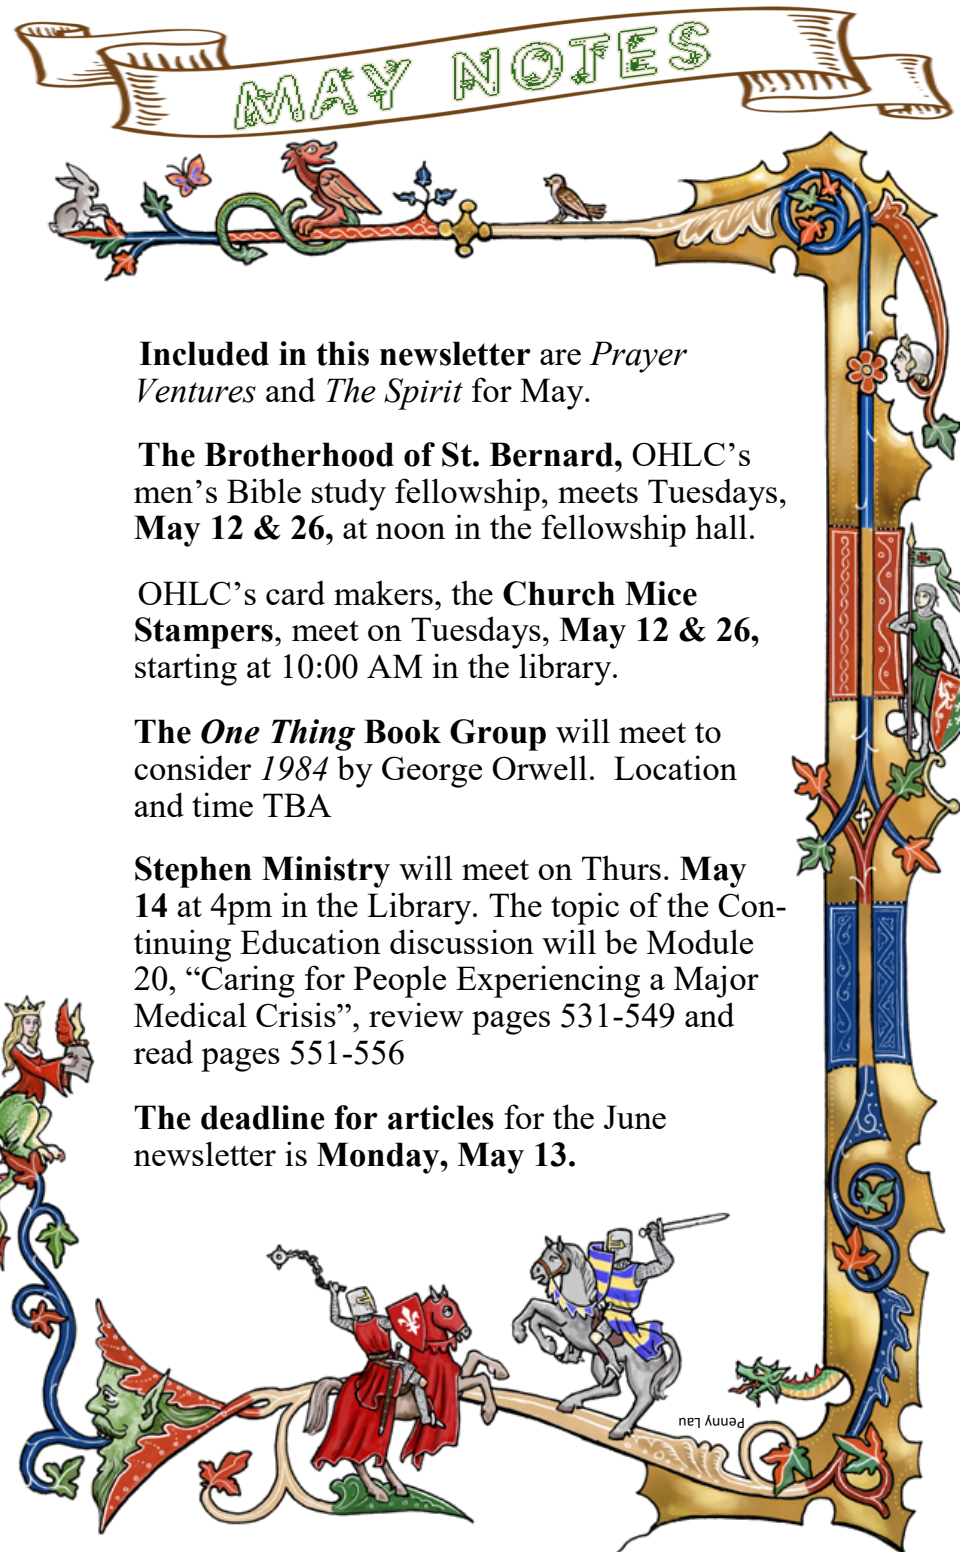 MAY NOTES
Included in this newsletter are Prayer
Ventures and The Spirit for May.
The Brotherhood of St. Bernard, OHLC’s
men’s Bible study fellowship, meets Tuesdays,
May 12 & 26, at noon in the fellowship hall.
OHLC’s card makers, the Church Mice
Stampers, meet on Tuesdays, May 12 & 26,
starting at 10:00 AM in the library.
The One Thing Book Group will meet to
consider 1984 by George Orwell.  Location
and time TBA
Stephen Ministry will meet on Thurs. May
14 at 4pm in the Library. The topic of the Con-
tinuing Education discussion will be Module
20, “Caring for People Experiencing a Major
Medical Crisis”, review pages 531-549 and
read pages 551-556
The deadline for articles for the June
newsletter is Monday, May 13.
Penny Lau